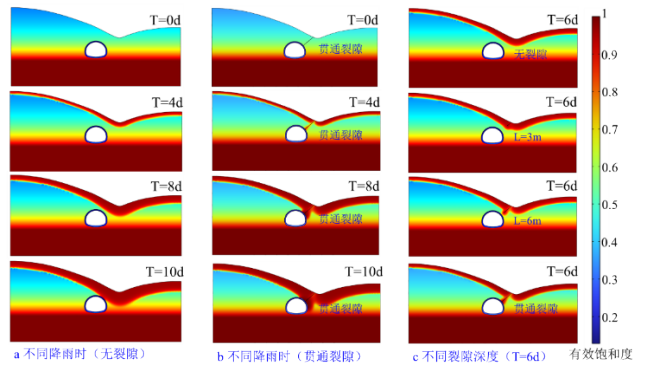 T=0d
T=4d
T=8d
T=10d
a 不同降雨时（无裂隙）
T=0d
贯通裂隙
T=4d
贯通裂隙
T=8d
贯通裂隙
T=10d
贯通裂隙
b 不同降雨时（贯通裂隙）
T=6d
无裂隙
T=6d
L=3m
T=6d
L=6m
T=6d
贯通裂隙
c 不同裂隙深度（T=6d）
1
0.9
0.8
0.7
0.6
0.5
0.4
0.3
0.2
有效饱和度